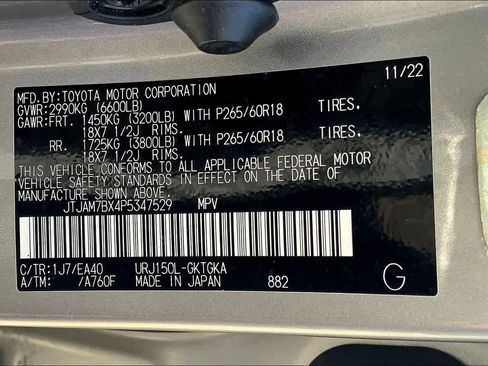 MFD.BY:TOYOTA MOTOR CORPORATION 11/22
GVWR:2990KG (6600LB)
GAWR:FRT. 1450KG (3200LB) WITH P265/60R18 TIRES,
18X7 1/2J RIMS.
RR. 1725KG (3800LB) WITH P265/60R18 TIRES,
18X7 1/2J RIMS.
THIS VEHICLE CONFORMS TO ALL APPLICABLE FEDERAL MOTOR
VEHICLE SAFETY STANDARDS IN EFFECT ON THE DATE OF
MANUFACTURE SHOWN ABOVE.
JTJAM7BX4P5347529 MPV
C/TR:1J7/EA40 URJ150L-GKTGKA
A/TM: /A760F MADE IN JAPAN 882 G